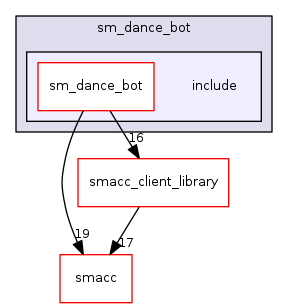 sm_dance_bot
sm_dance_bot
include
16
smacc_client_library
19
17
smacc